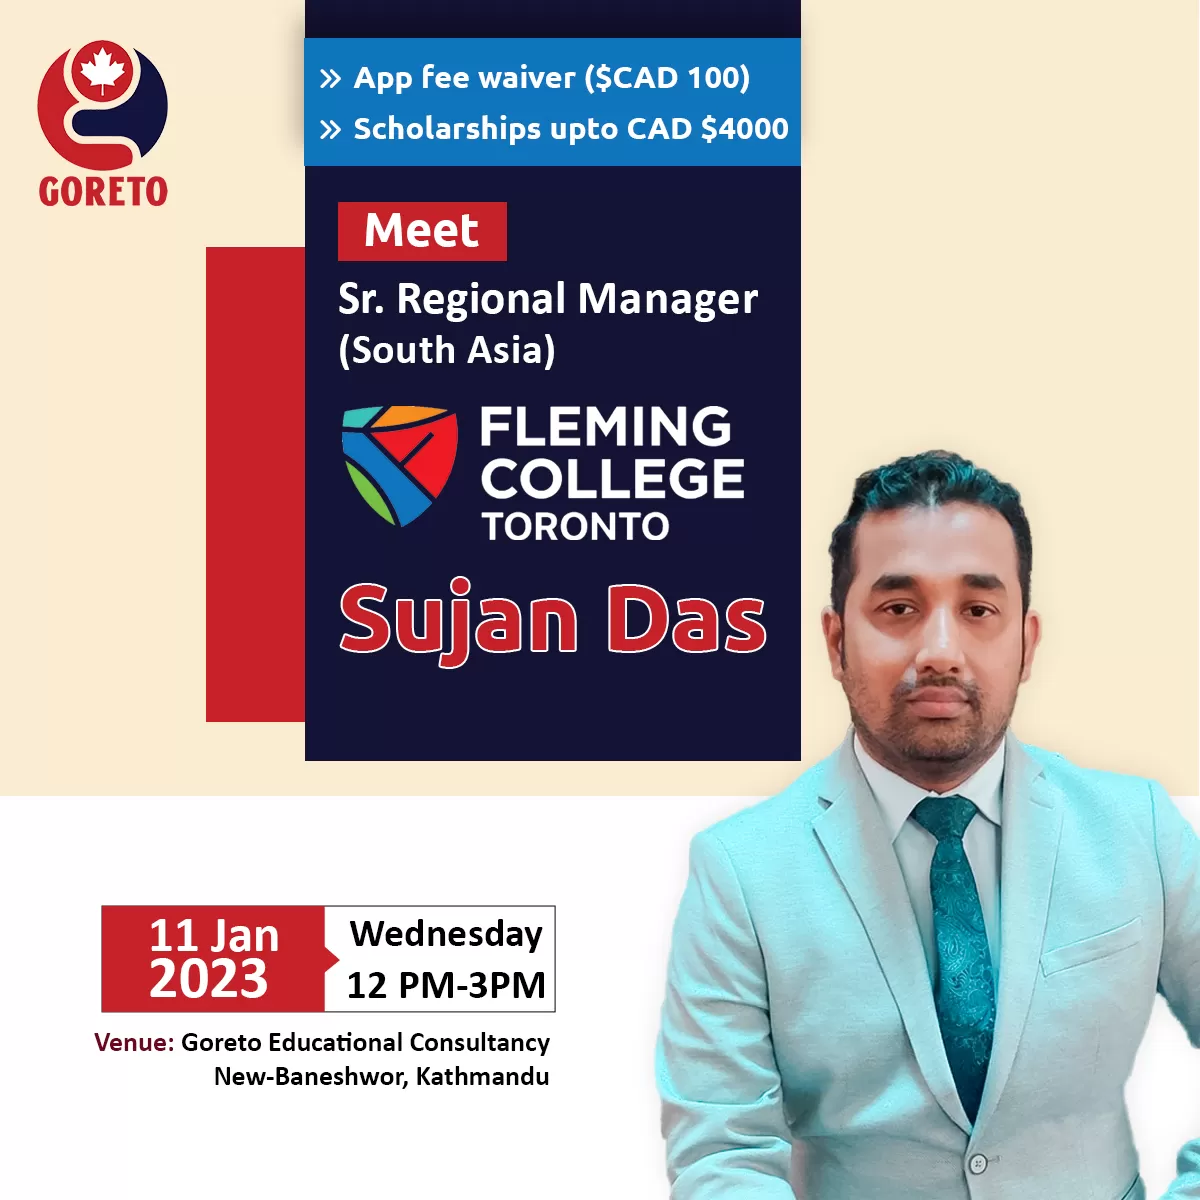 GORETO
» App fee waiver ($CAD 100)
» Scholarships upto CAD $4000
Meet
Sr. Regional Manager
(South Asia)
FLEMING
COLLEGE
TORONTO
Sujan Das
11 Jan
2023
Wednesday
12 PM-3PM
Venue: Goreto Educational Consultancy
New-Baneshwor, Kathmandu